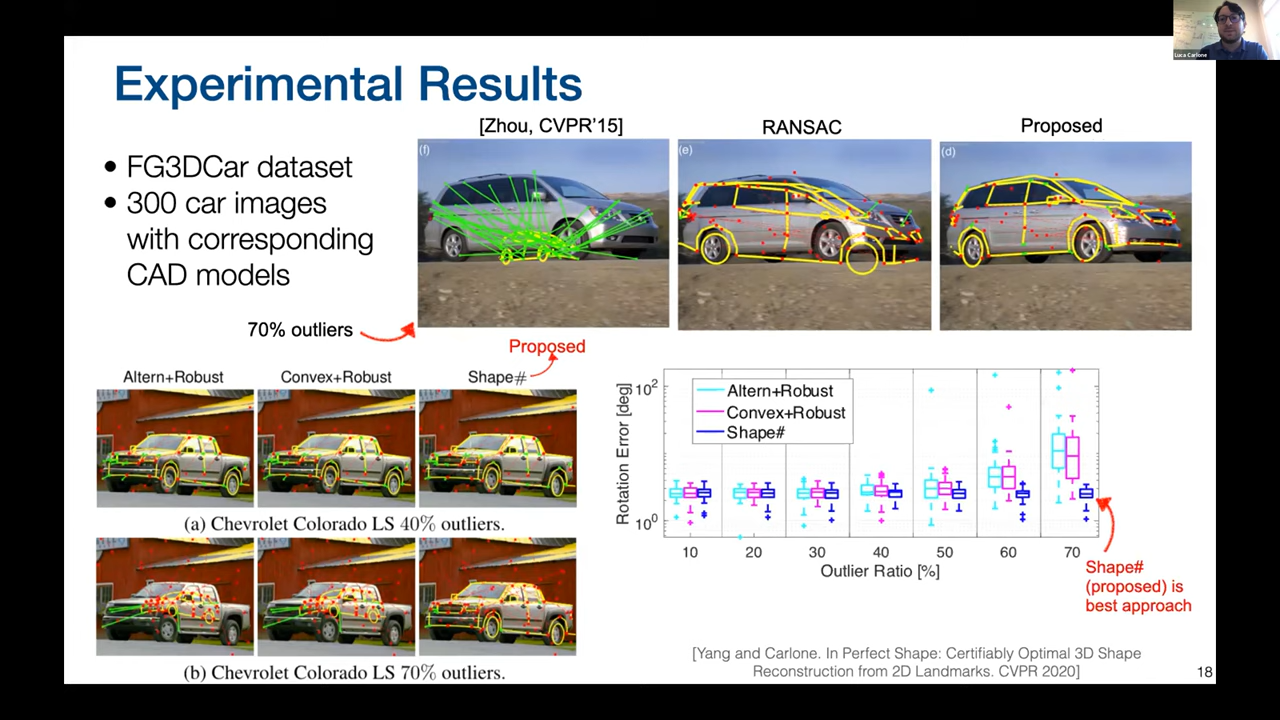 Luca Carlone
Experimental Results
[Zhou, CVPR'15]
RANSAC
Proposed
(f)
(e)
(d)
• FG3DCar dataset
• 300 car images
with corresponding
CAD models
70% outliers
Proposed
Altern+Robust
Convex+Robust
Shape#
(a) Chevrolet Colorado LS 40% outliers.
(b) Chevrolet Colorado LS 70% outliers.
Rotation Error [deg]
10²
10⁰
Altern+Robust
Convex+Robust
Shape#
10 20 30 40 50 60 70
Outlier Ratio [%]
Shape#
(proposed) is
best approach
[Yang and Carlone. In Perfect Shape: Certifiably Optimal 3D Shape
Reconstruction from 2D Landmarks. CVPR 2020]
18